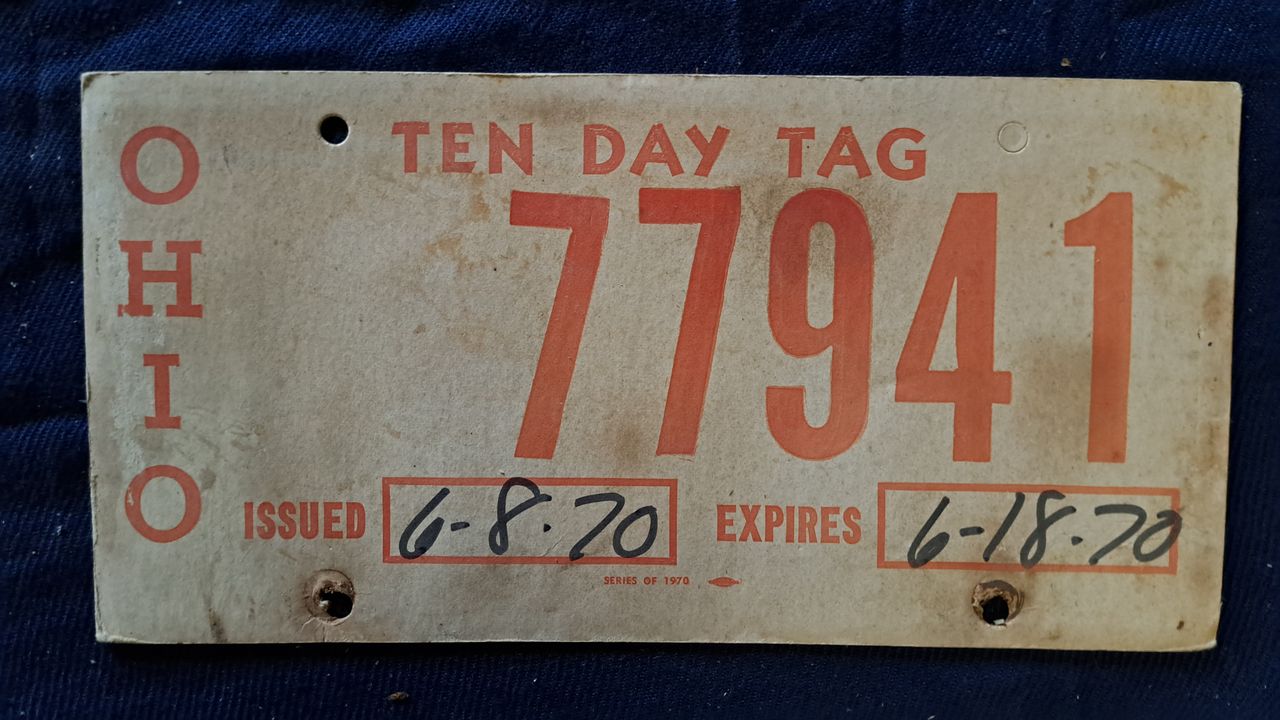 OHIO
TEN DAY TAG
77941
ISSUED 6-8.70 EXPIRES 6-18.70
SERIES OF 1970